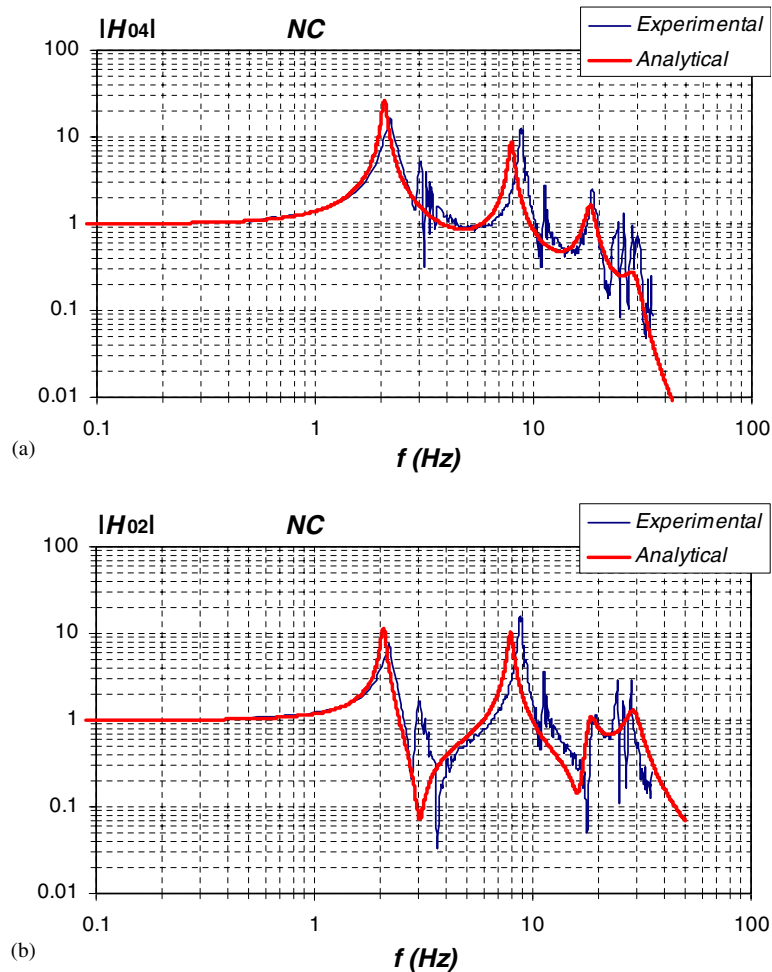 |H04| NC
Experimental
Analytical
100
10
1
0.1
0.01
0.1 1 10 100
(a)
f (Hz)
|H02| NC
Experimental
Analytical
100
10
1
0.1
0.01
0.1 1 10 100
(b)
f (Hz)